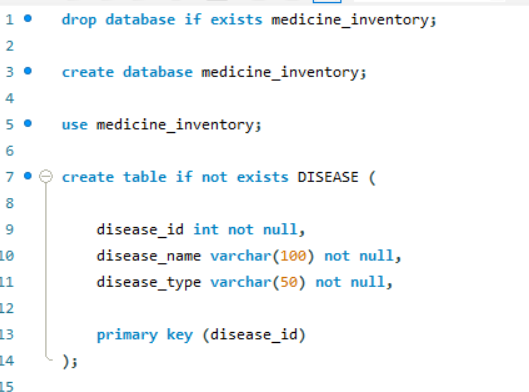 1 drop database if exists medicine_inventory;
2
3 create database medicine_inventory;
4
5 use medicine_inventory;
6
7 create table if not exists DISEASE (
8
9 disease_id int not null,
10 disease_name varchar(100) not null,
11 disease_type varchar(50) not null,
12
13 primary key (disease_id)
14 );
15